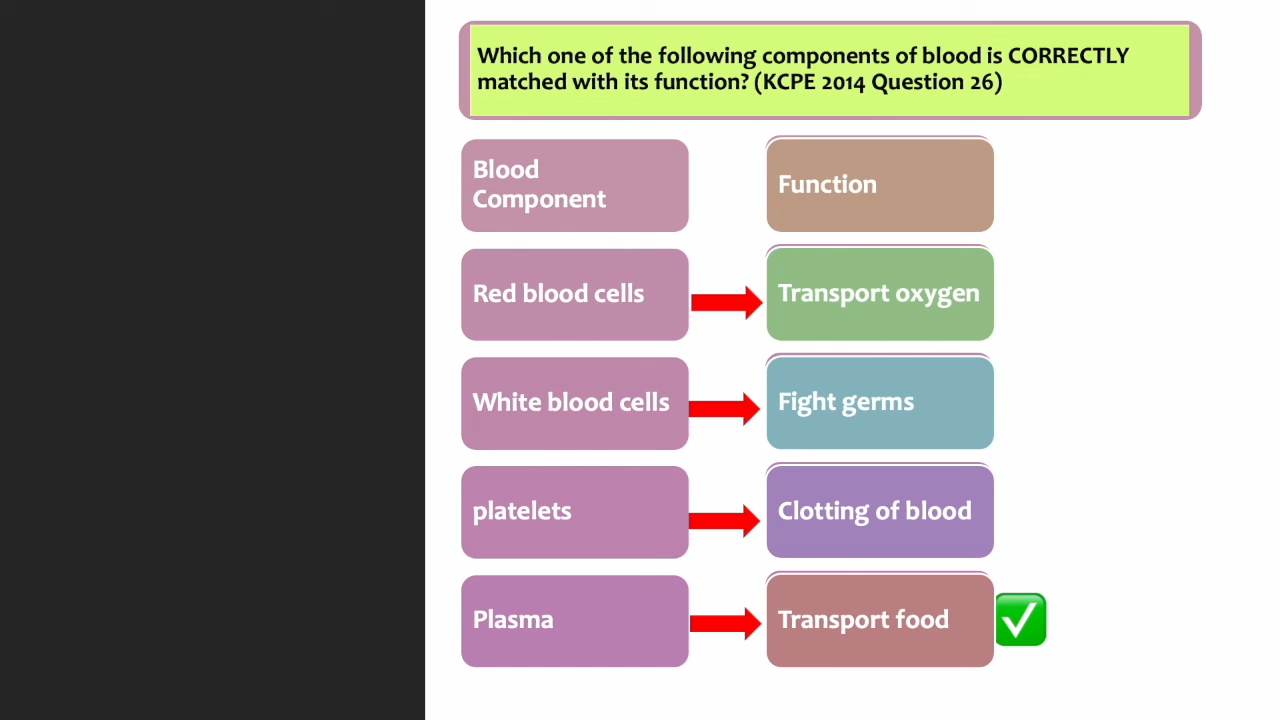 Which one of the following components of blood is CORRECTLY
matched with its function? (KCPE 2014 Question 26)
Blood
Component
Function
Red blood cells
Transport oxygen
White blood cells
Fight germs
platelets
Clotting of blood
Plasma
Transport food